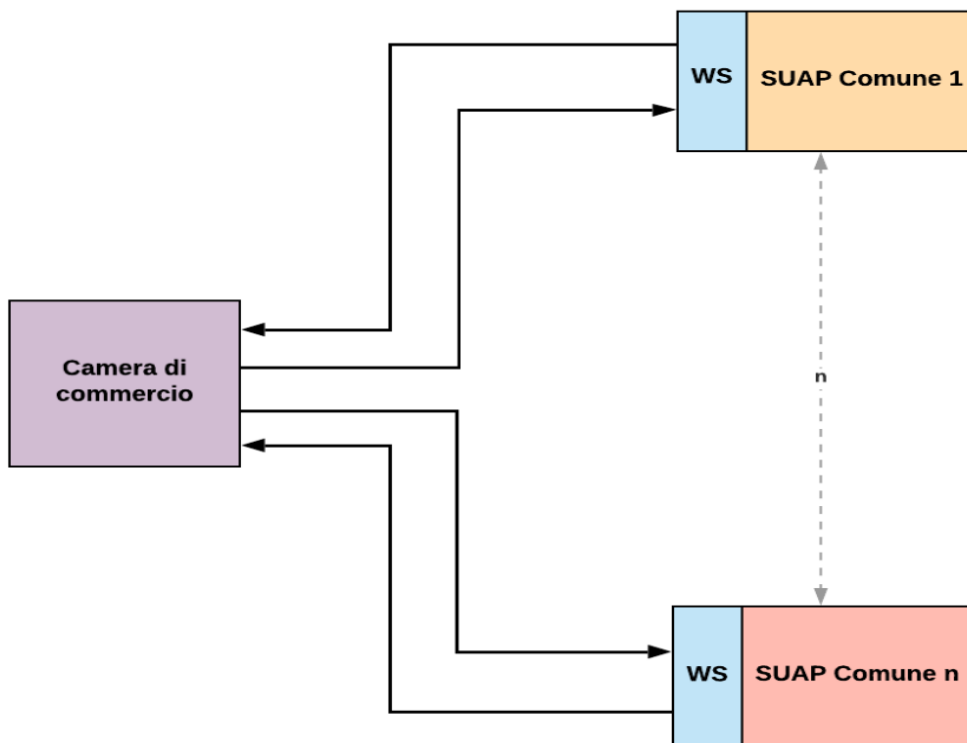 WS
SUAP Comune 1
Camera di
commercio
n
WS
SUAP Comune n